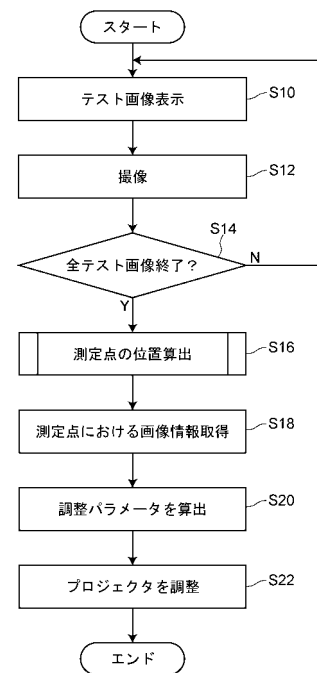 スタート
テスト画像表示
S10
撮像
S12
全テスト画像終了？
S14
N
Y
測定点の位置算出
S16
測定点における画像情報取得
S18
調整パラメータを算出
S20
プロジェクタを調整
S22
エンド